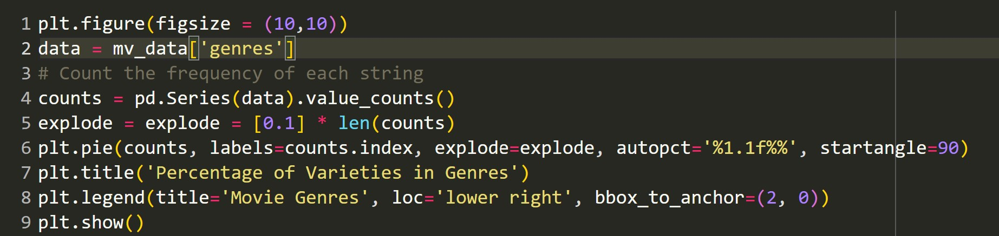 1 plt.figure(figsize = (10,10))
2 data = mv_data['genres']
3 # Count the frequency of each string
4 counts = pd.Series(data).value_counts()
5 explode = explode = [0.1] * len(counts)
6 plt.pie(counts, labels=counts.index, explode=explode, autopct='%1.1f%%', startangle=90)
7 plt.title('Percentage of Varieties in Genres')
8 plt.legend(title='Movie Genres', loc='lower right', bbox_to_anchor=(2, 0))
9 plt.show()